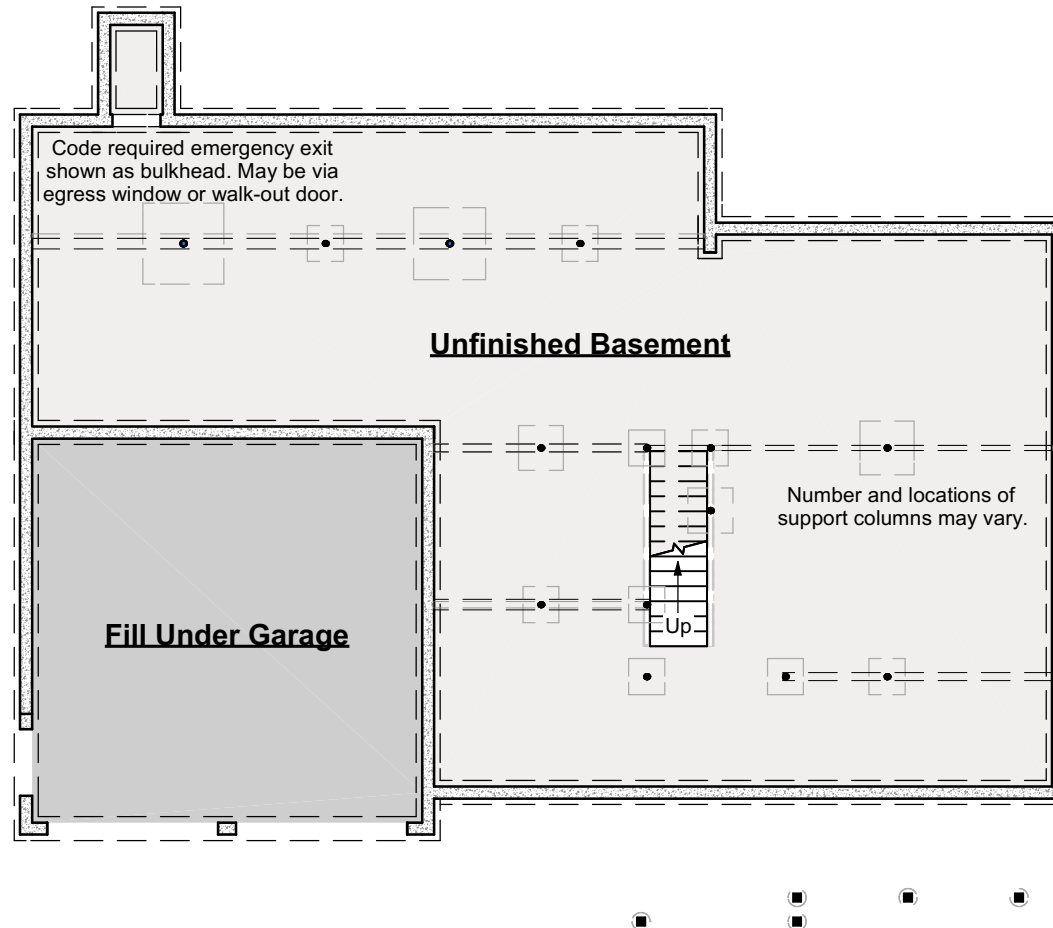 Code required emergency exit
shown as bulkhead. May be via
egress window or walk-out door.
Unfinished Basement
Number and locations of
support columns may vary.
Fill Under Garage
Up